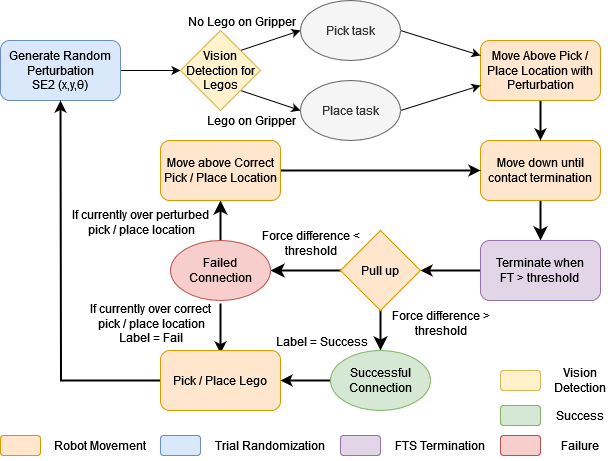 No Lego on Gripper
Pick task
Generate Random
Perturbation
SE2 (x,y,θ)
Vision
Detection for
Legos
Move Above Pick /
Place Location with
Perturbation
Place task
Lego on Gripper
Move above Correct
Pick / Place Location
Move down until
contact termination
If currently over perturbed
pick / place location
Force difference <
threshold
Failed
Connection
Pull up
Terminate when
FT > threshold
If currently over correct
pick / place location
Label = Fail
Force difference >
threshold
Label = Success
Pick / Place Lego
Successful
Connection
Vision
Detection
Success
Robot Movement
Trial Randomization
FTS Termination
Failure